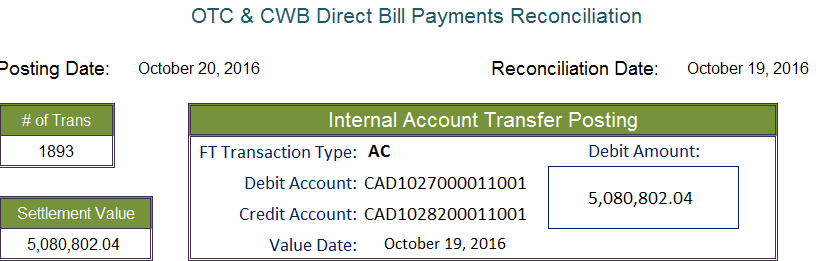 OTC & CWB Direct Bill Payments Reconciliation
Posting Date: October 20, 2016 Reconciliation Date: October 19, 2016
# of Trans
1893
Settlement Value
5,080,802.04
Internal Account Transfer Posting
FT Transaction Type: AC
Debit Account: CAD1027000011001
Credit Account: CAD1028200011001
Value Date: October 19, 2016
Debit Amount:
5,080,802.04